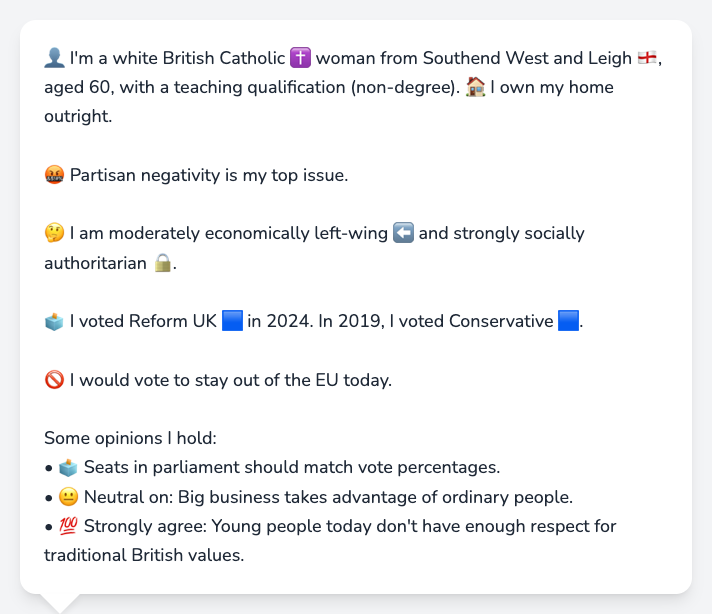 👤 I'm a white British Catholic ✝️ woman from Southend West and Leigh 🏴󠁧󠁢󠁥󠁮󠁧󠁿,
aged 60, with a teaching qualification (non-degree). 🏠 I own my home
outright.
🤬 Partisan negativity is my top issue.
🤔 I am moderately economically left-wing ⬅️ and strongly socially
authoritarian 🔒.
🗳️ I voted Reform UK 🟦 in 2024. In 2019, I voted Conservative 🟦.
🚫 I would vote to stay out of the EU today.
Some opinions I hold:
• 🗳️ Seats in parliament should match vote percentages.
• 😐 Neutral on: Big business takes advantage of ordinary people.
• 💯 Strongly agree: Young people today don't have enough respect for
traditional British values.